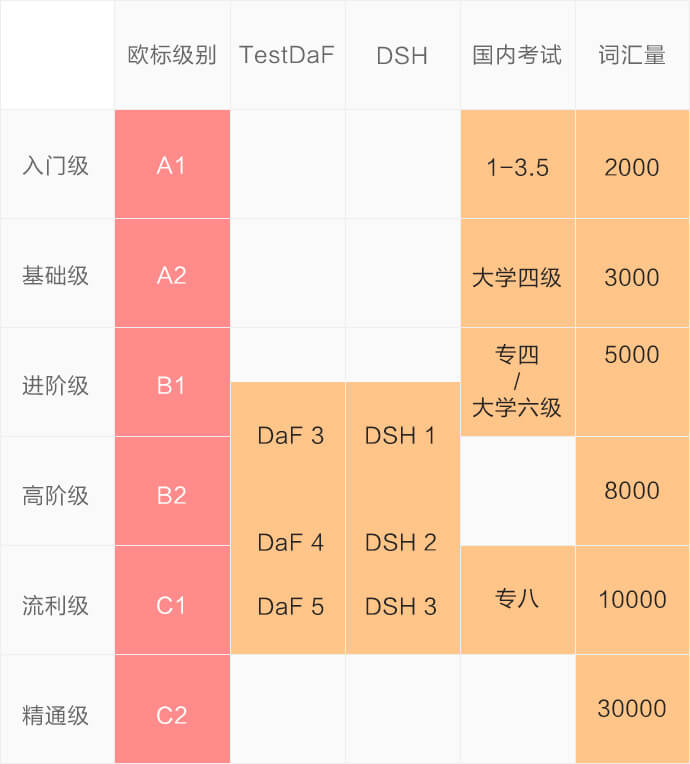 欧标级别 TestDaF DSH 国内考试 词汇量
入门级 A1 1-3.5 2000
基础级 A2 大学四级 3000
进阶级 B1 专四 5000
/
大学六级
DaF 3 DSH 1
高阶级 B2 8000
DaF 4 DSH 2
流利级 C1 DaF 5 DSH 3 专八 10000
精通级 C2 30000